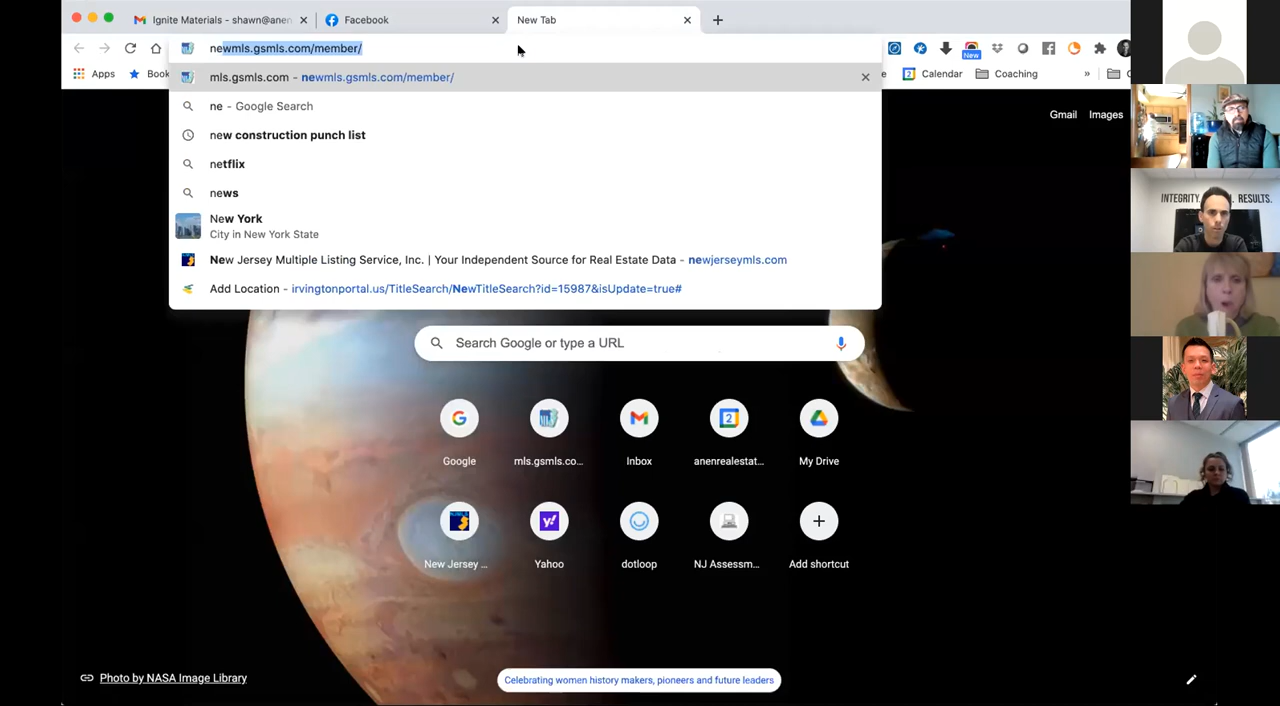 Ignite Materials - shawn@anen
Facebook
New Tab
newmls.gsmls.com/member/
New
Apps
Book
e
Calendar
Coaching
»
mls.gsmls.com - newmls.gsmls.com/member/
ne - Google Search
new construction punch list
netflix
news
New York
City in New York State
New Jersey Multiple Listing Service, Inc. | Your Independent Source for Real Estate Data - newjerseymls.com
Add Location - irvingtonportal.us/TitleSearch/NewTitleSearch?id=15987&isUpdate=true#
Gmail Images
Search Google or type a URL
Google
mls.gsmls.co...
Inbox
anenrealestat...
My Drive
New Jersey ...
Yahoo
dotloop
NJ Assessm...
Add shortcut
Photo by NASA Image Library
Celebrating women history makers, pioneers and future leaders
INTEGRITY. RESULTS.